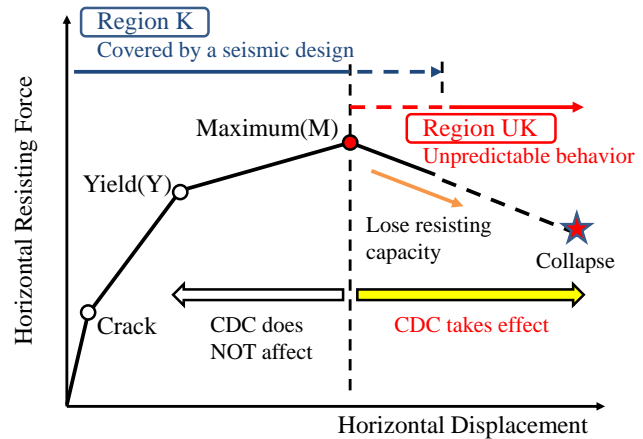 Region K
Covered by a seismic design
Maximum(M)
Region UK
Unpredictable behavior
Yield(Y)
Lose resisting
capacity
Collapse
Crack
CDC does
NOT affect
CDC takes effect
Horizontal Displacement
Horizontal Resisting Force